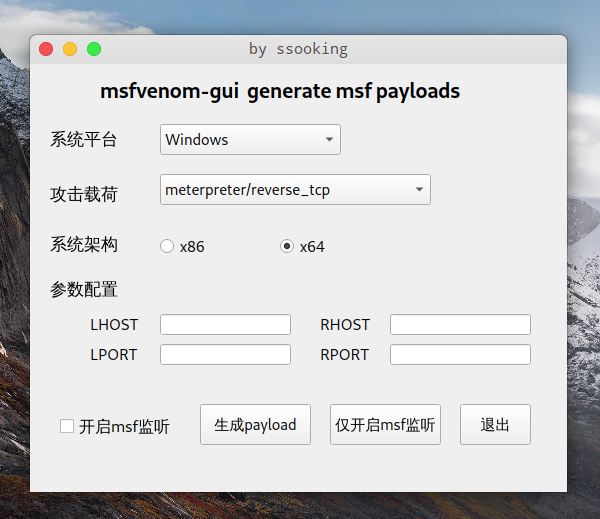 by ssooking
msfvenom-gui generate msf payloads
系统平台 Windows
攻击载荷 meterpreter/reverse_tcp
系统架构 x86 x64
参数配置
LHOST RHOST
LPORT RPORT
开启msf监听 生成payload 仅开启msf监听 退出